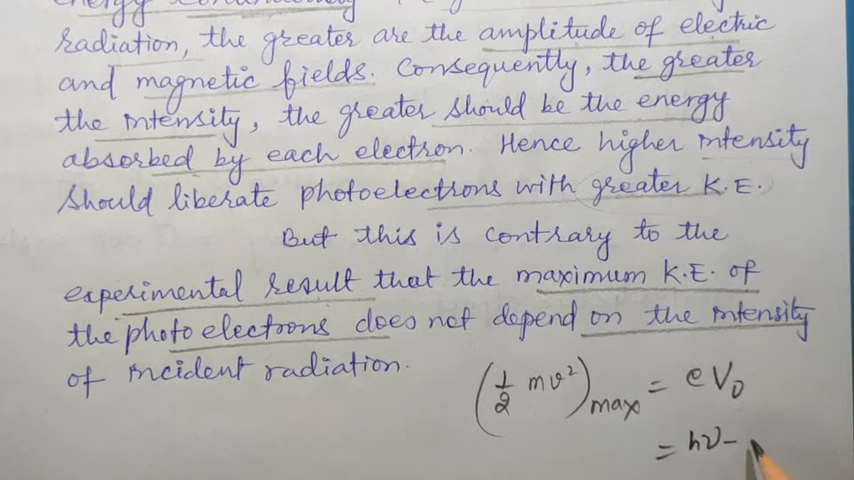 energy continuously
radiation, the greater are the amplitude of electric
and magnetic fields. Consequently, the greater
the intensity, the greater should be the energy
absorbed by each electron. Hence higher intensity
should liberate photoelectrons with greater K.E.
But this is contrary to the
experimental result that the maximum K.E. of
the photoelectrons does not depend on the intensity
of incident radiation.
(1/2 mv²)max = eV₀
= hν -